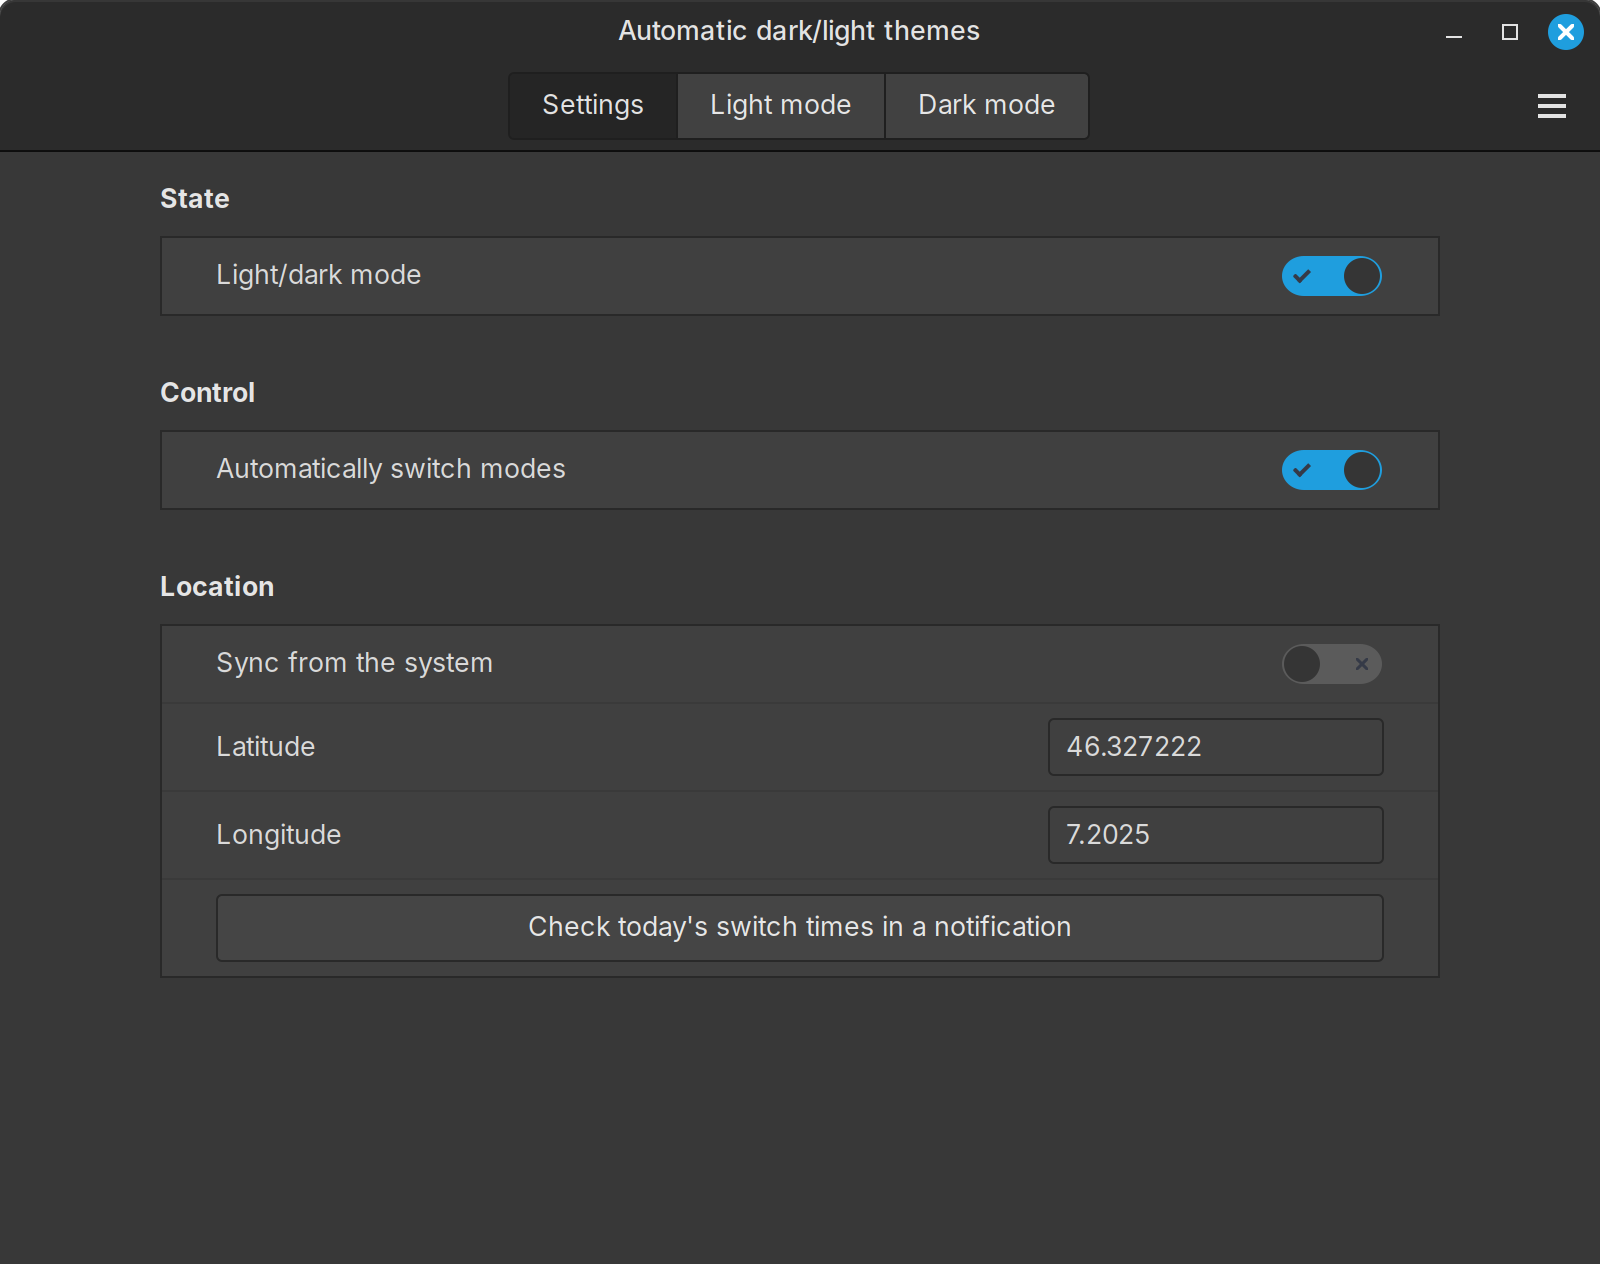 Automatic dark/light themes
Settings
Light mode
Dark mode
State
Light/dark mode
Control
Automatically switch modes
Location
Sync from the system
Latitude
46.327222
Longitude
7.2025
Check today's switch times in a notification